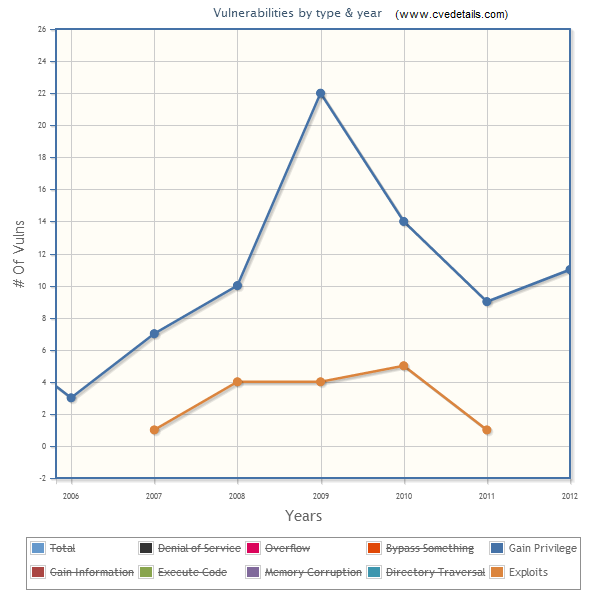 Vulnerabilities by type & year (www.cvedetails.com)
26
24
22
20
18
16
14
12
10
8
6
4
2
0
-2
# Of Vulns
2006 2007 2008 2009 2010 2011 2012
Years
Total Denial of Service Overflow Bypass Something Gain Privilege
Gain Information Execute Code Memory Corruption Directory Traversal Exploits